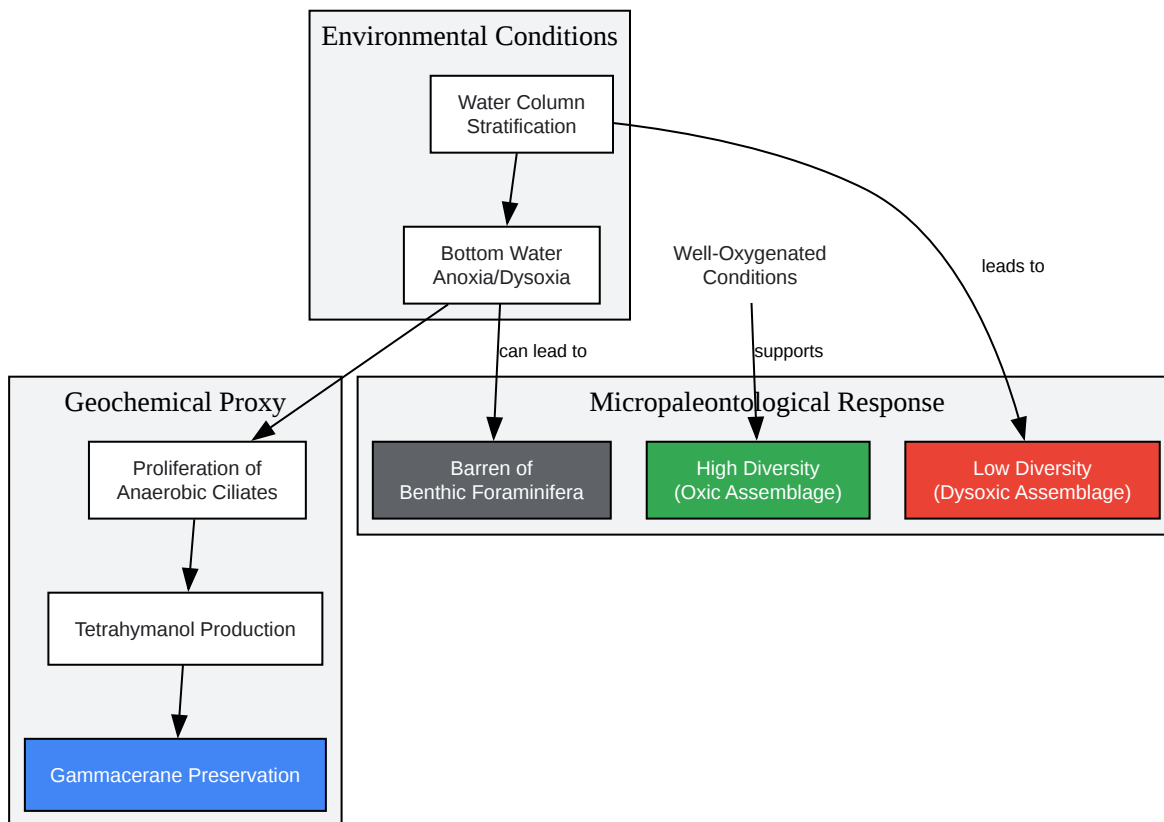 Environmental Conditions
Water Column
Stratification
Bottom Water
Anoxia/Dysoxia
Well-Oxygenated
Conditions
leads to
can lead to
supports
Geochemical Proxy
Micropaleontological Response
Proliferation of
Anaerobic Ciliates
Barren of
Benthic Foraminifera
High Diversity
(Oxic Assemblage)
Low Diversity
(Dysoxic Assemblage)
Tetrahymanol Production
Gammacerane Preservation